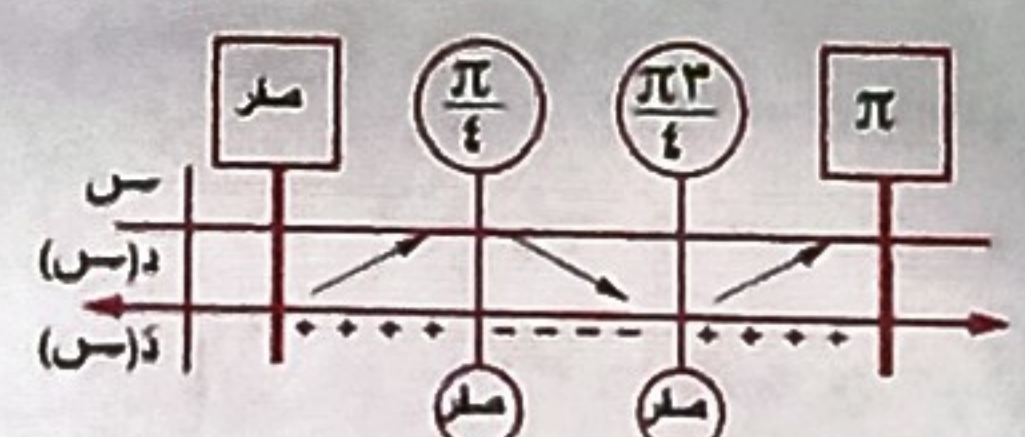 صفر π/٤ ٣π/٤ π
س
د(س)
+ + + + − − − − + + + +
دَ(س)
صفر صفر